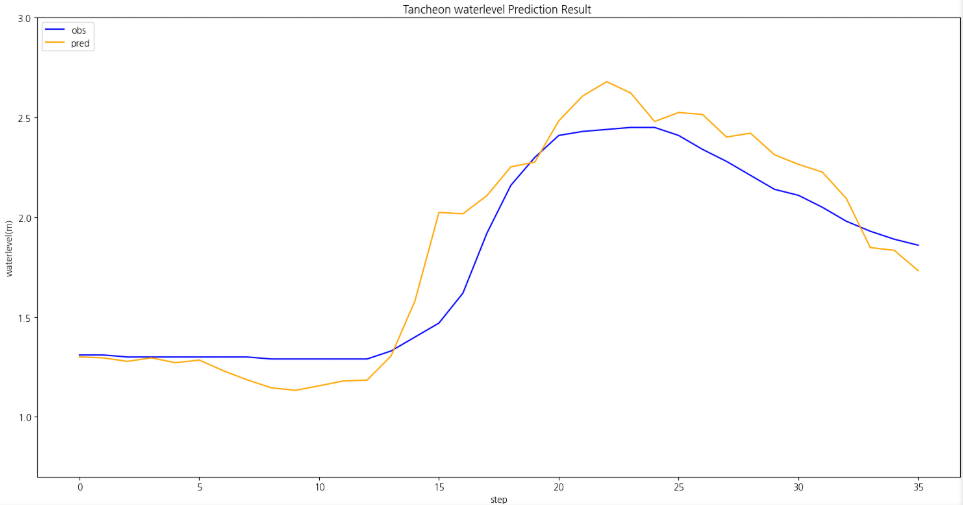 Tancheon waterlevel Prediction Result
obs
pred
3.0
2.5
2.0
1.5
1.0
waterlevel(m)
0 5 10 15 20 25 30 35
step